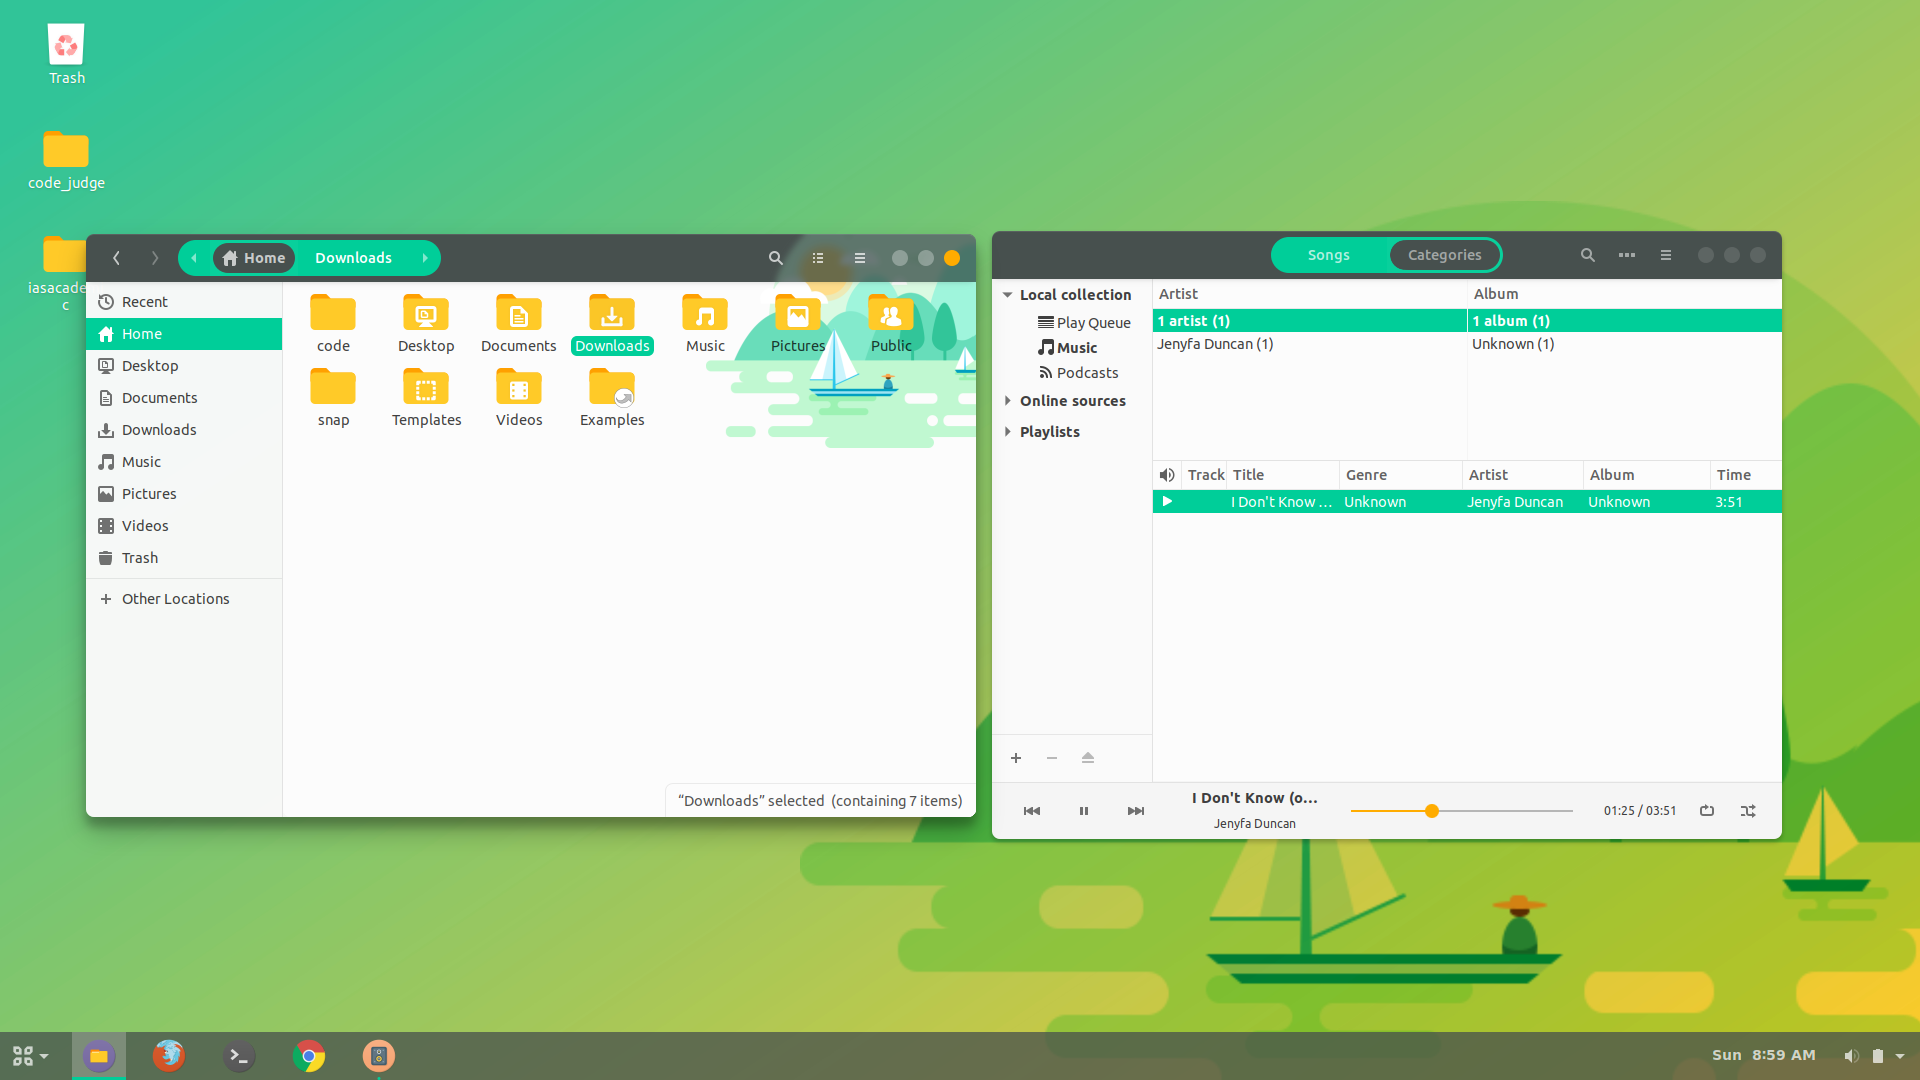 Trash
code_judge
iasacade
c
Home
Downloads
Recent
Home
Desktop
Documents
Downloads
Music
Pictures
Videos
Trash
Other Locations
code
Desktop
Documents
Downloads
Music
Pictures
Public
snap
Templates
Videos
Examples
“Downloads” selected (containing 7 items)
Songs
Categories
Local collection
Play Queue
Music
Podcasts
Online sources
Playlists
Artist
Album
1 artist (1)
1 album (1)
Jenyfa Duncan (1)
Unknown (1)
Track Title Genre Artist Album Time
I Don't Know ... Unknown Jenyfa Duncan Unknown 3:51
I Don't Know (o...
Jenyfa Duncan
01:25 / 03:51
Sun 8:59 AM